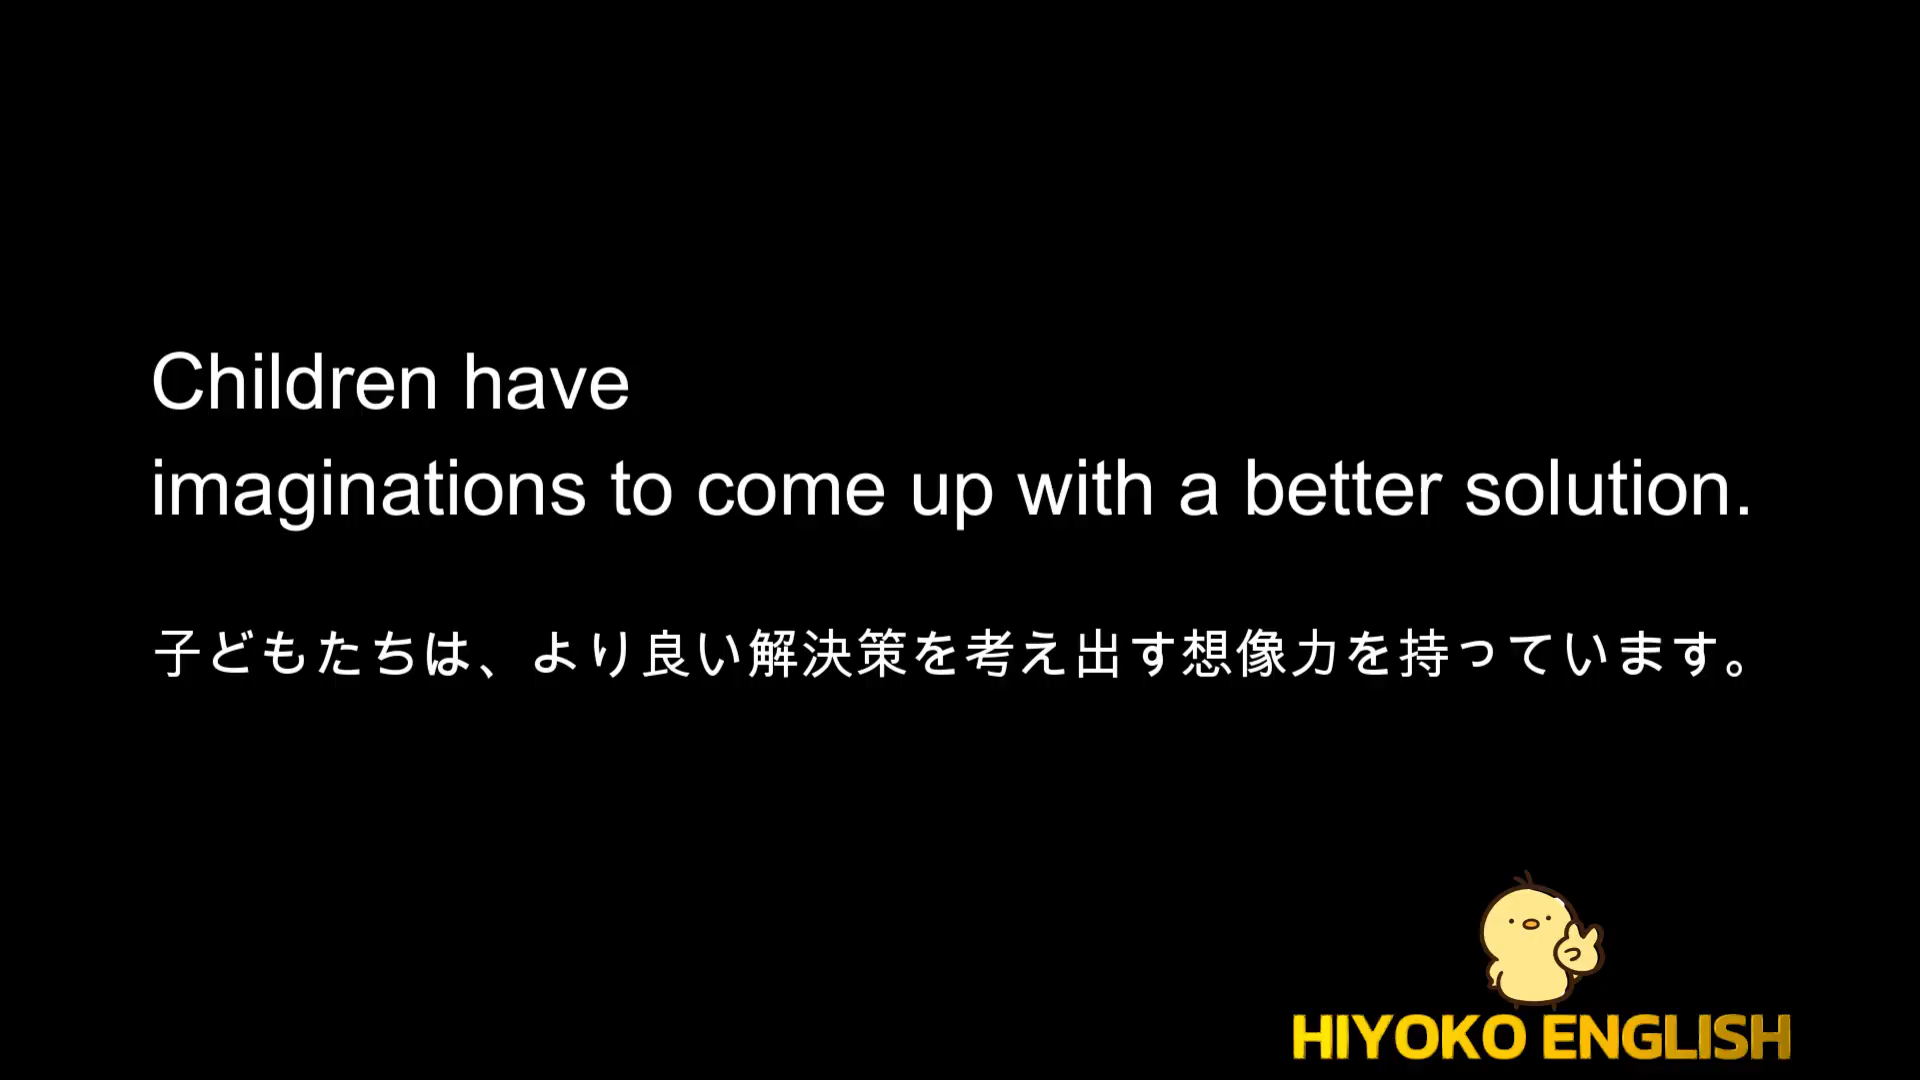 Children have
imaginations to come up with a better solution.
子どもたちは、より良い解決策を考え出す想像力を持っています。
HIYOKO ENGLISH